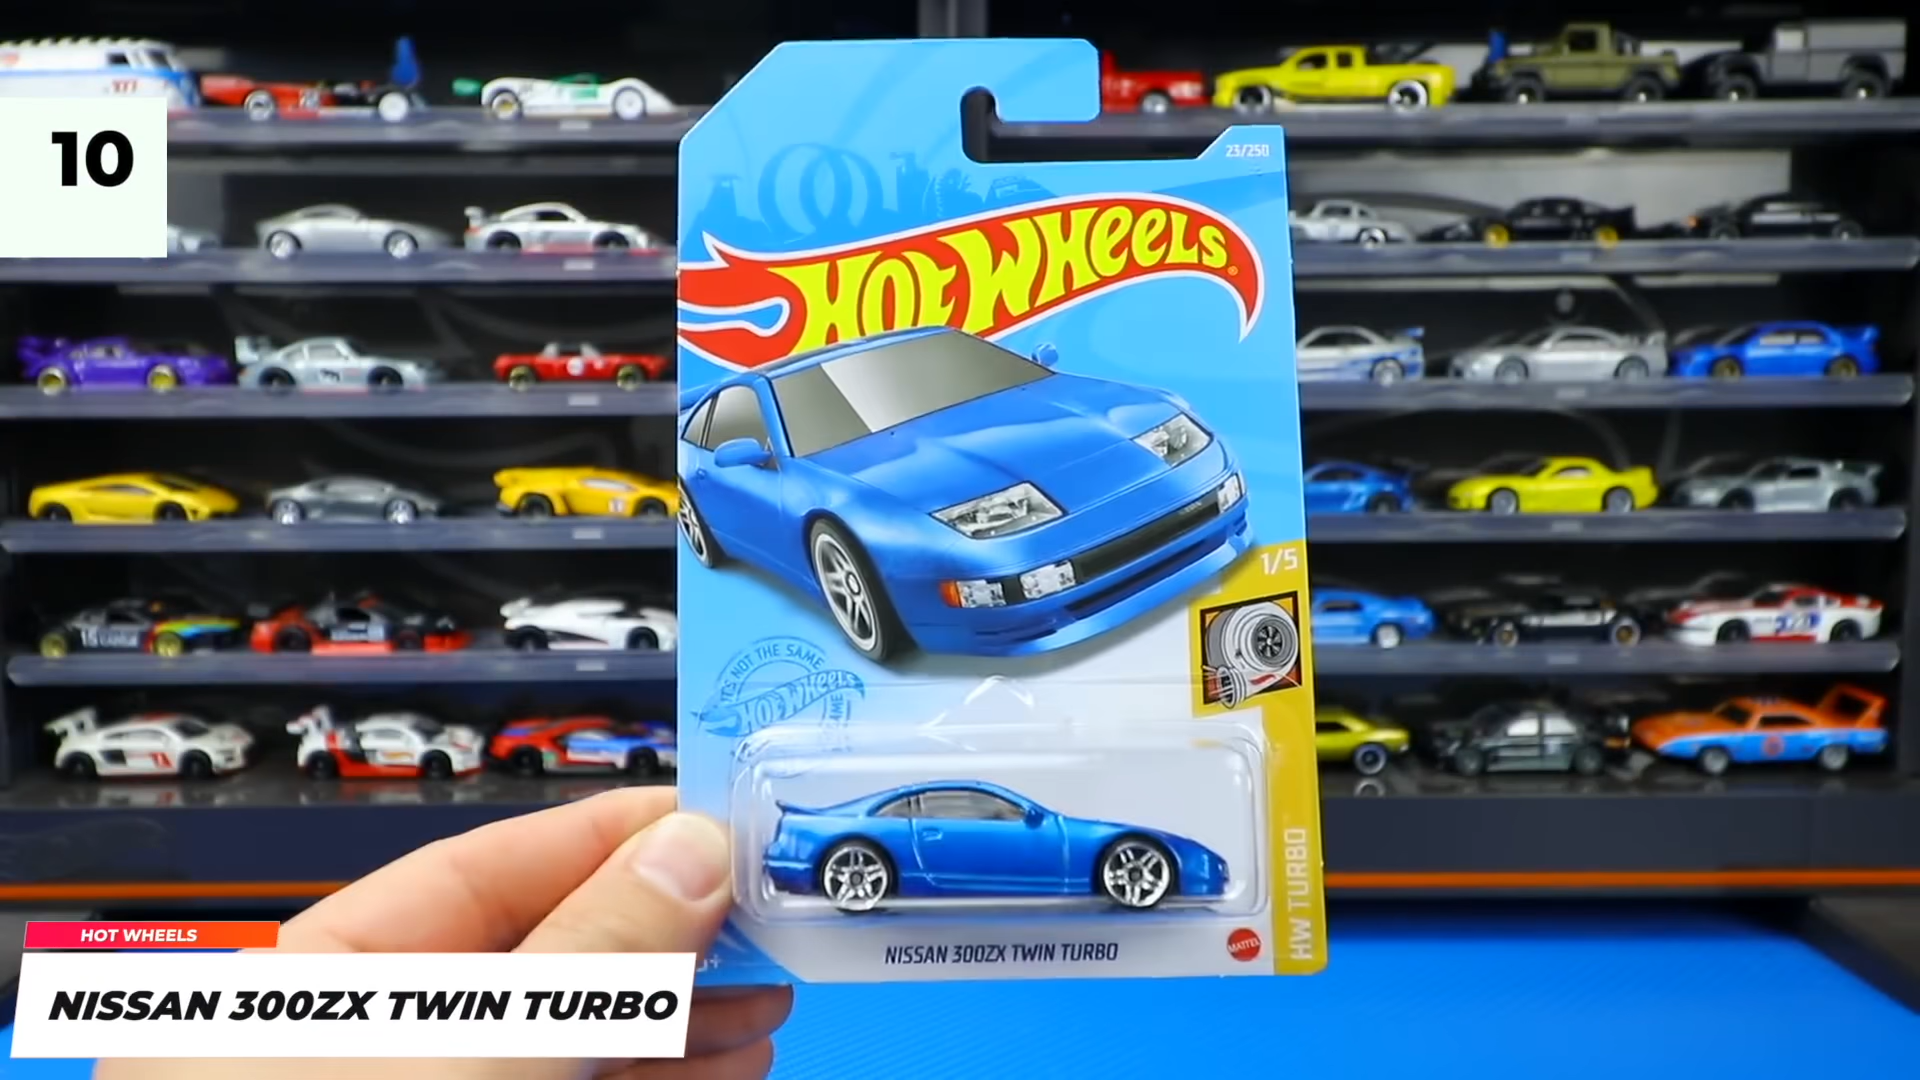 10
23/250
HOT WHEELS
1/5
IT'S NOT THE SAME
HOT WHEELS
NISSAN 300ZX TWIN TURBO
MATTEL
HW TURBO
HOT WHEELS
NISSAN 300ZX TWIN TURBO